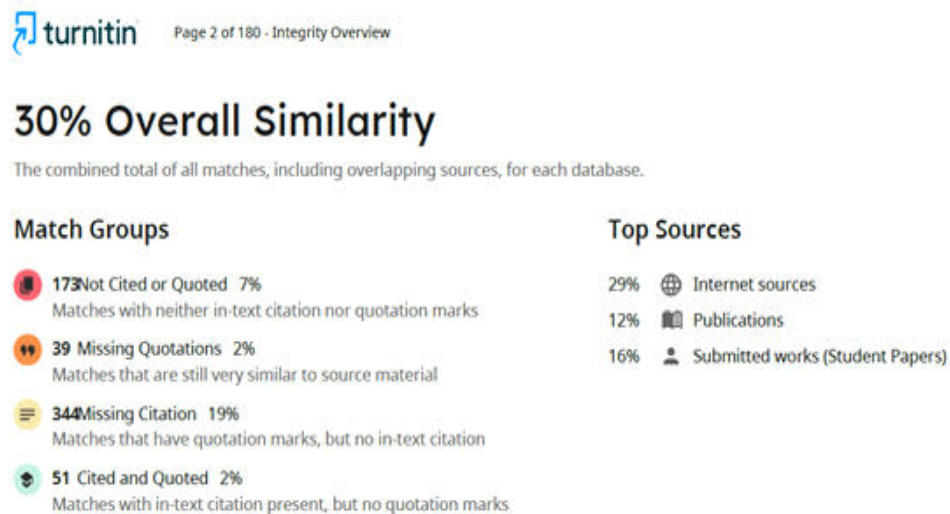 turnitin Page 2 of 180 - Integrity Overview
30% Overall Similarity
The combined total of all matches, including overlapping sources, for each database.
Match Groups
173Not Cited or Quoted 7%
Matches with neither in-text citation nor quotation marks
39 Missing Quotations 2%
Matches that are still very similar to source material
344Missing Citation 19%
Matches that have quotation marks, but no in-text citation
51 Cited and Quoted 2%
Matches with in-text citation present, but no quotation marks
Top Sources
29% Internet sources
12% Publications
16% Submitted works (Student Papers)